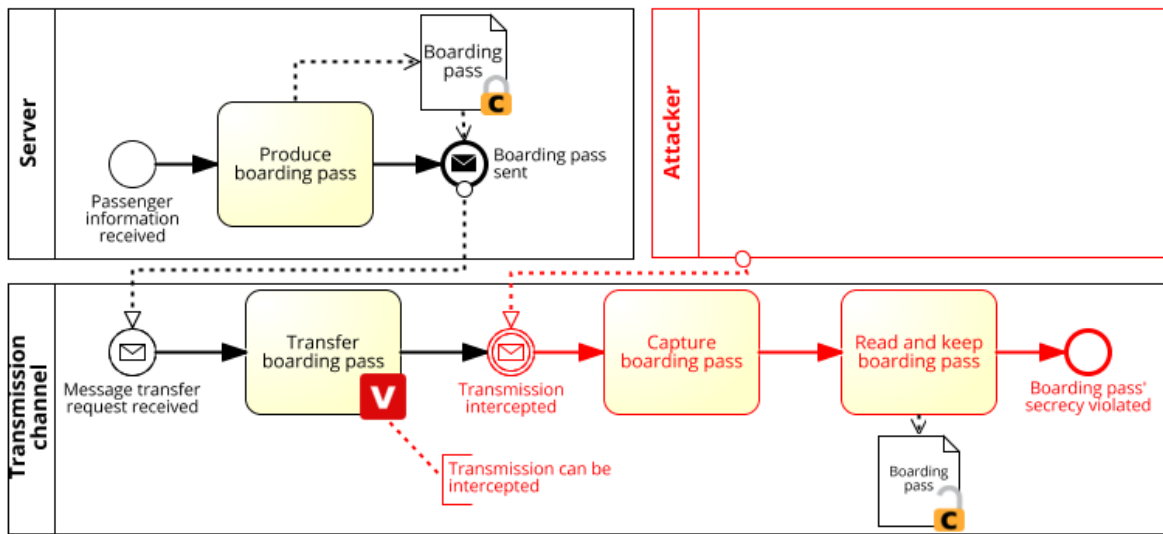 Server
Passenger
information
received
Produce
boarding pass
Boarding
pass
C
Boarding pass
sent
Attacker
Transmission
channel
Message transfer
request received
Transfer
boarding pass
V
Transmission can be
intercepted
Transmission
intercepted
Capture
boarding pass
Read and keep
boarding pass
Boarding
pass
C
Boarding pass'
secrecy violated